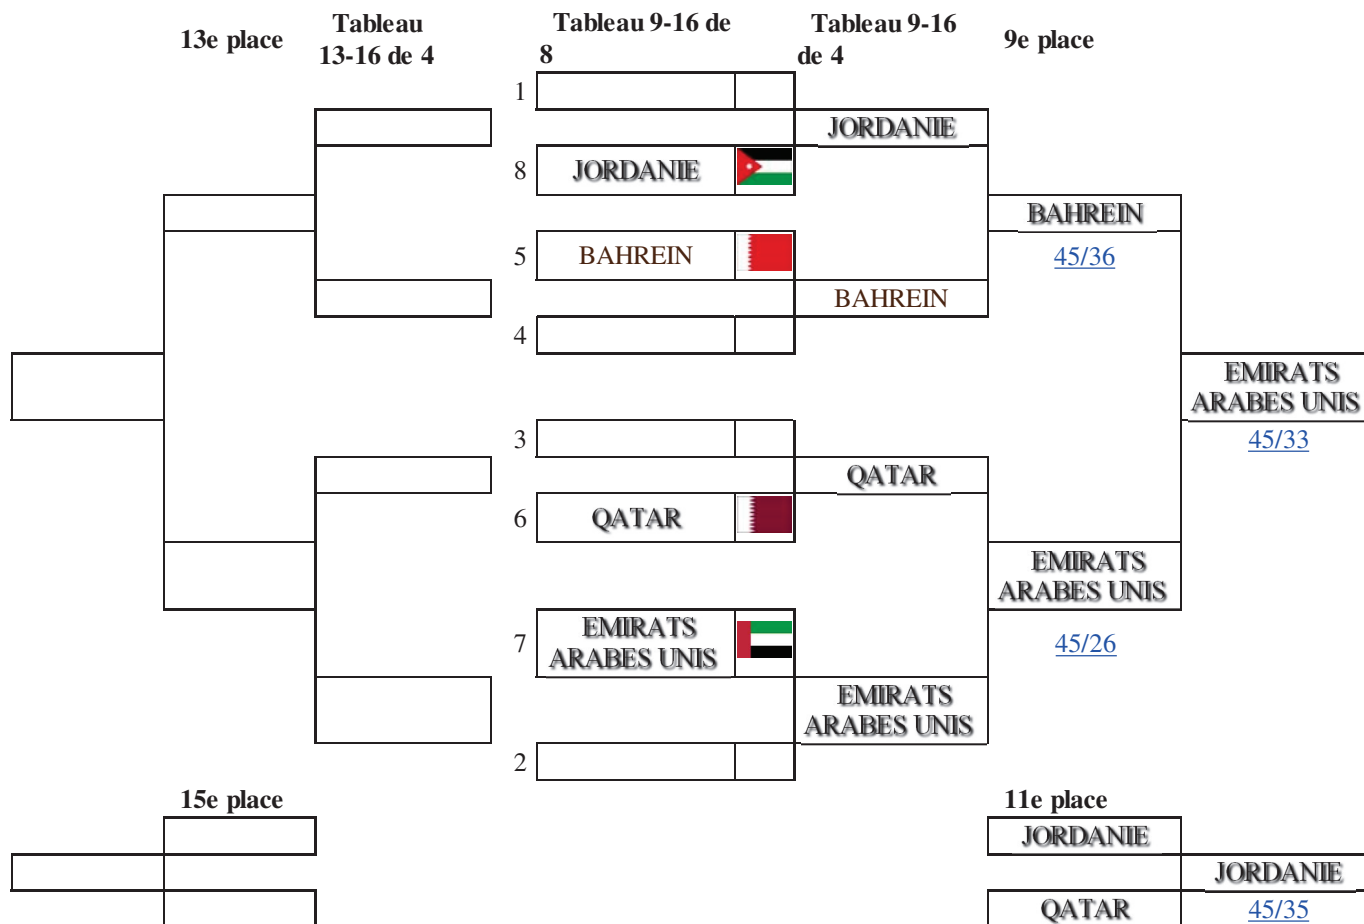 13e place
Tableau
13-16 de 4
Tableau 9-16 de
8
Tableau 9-16
de 4
9e place
1
JORDANIE
8 JORDANIE
BAHREIN
5 BAHREIN
45/36
BAHREIN
4
EMIRATS
ARABES UNIS
45/33
3
QATAR
6 QATAR
EMIRATS
ARABES UNIS
7 EMIRATS
ARABES UNIS
45/26
EMIRATS
ARABES UNIS
2
15e place
11e place
JORDANIE
JORDANIE
QATAR
45/35